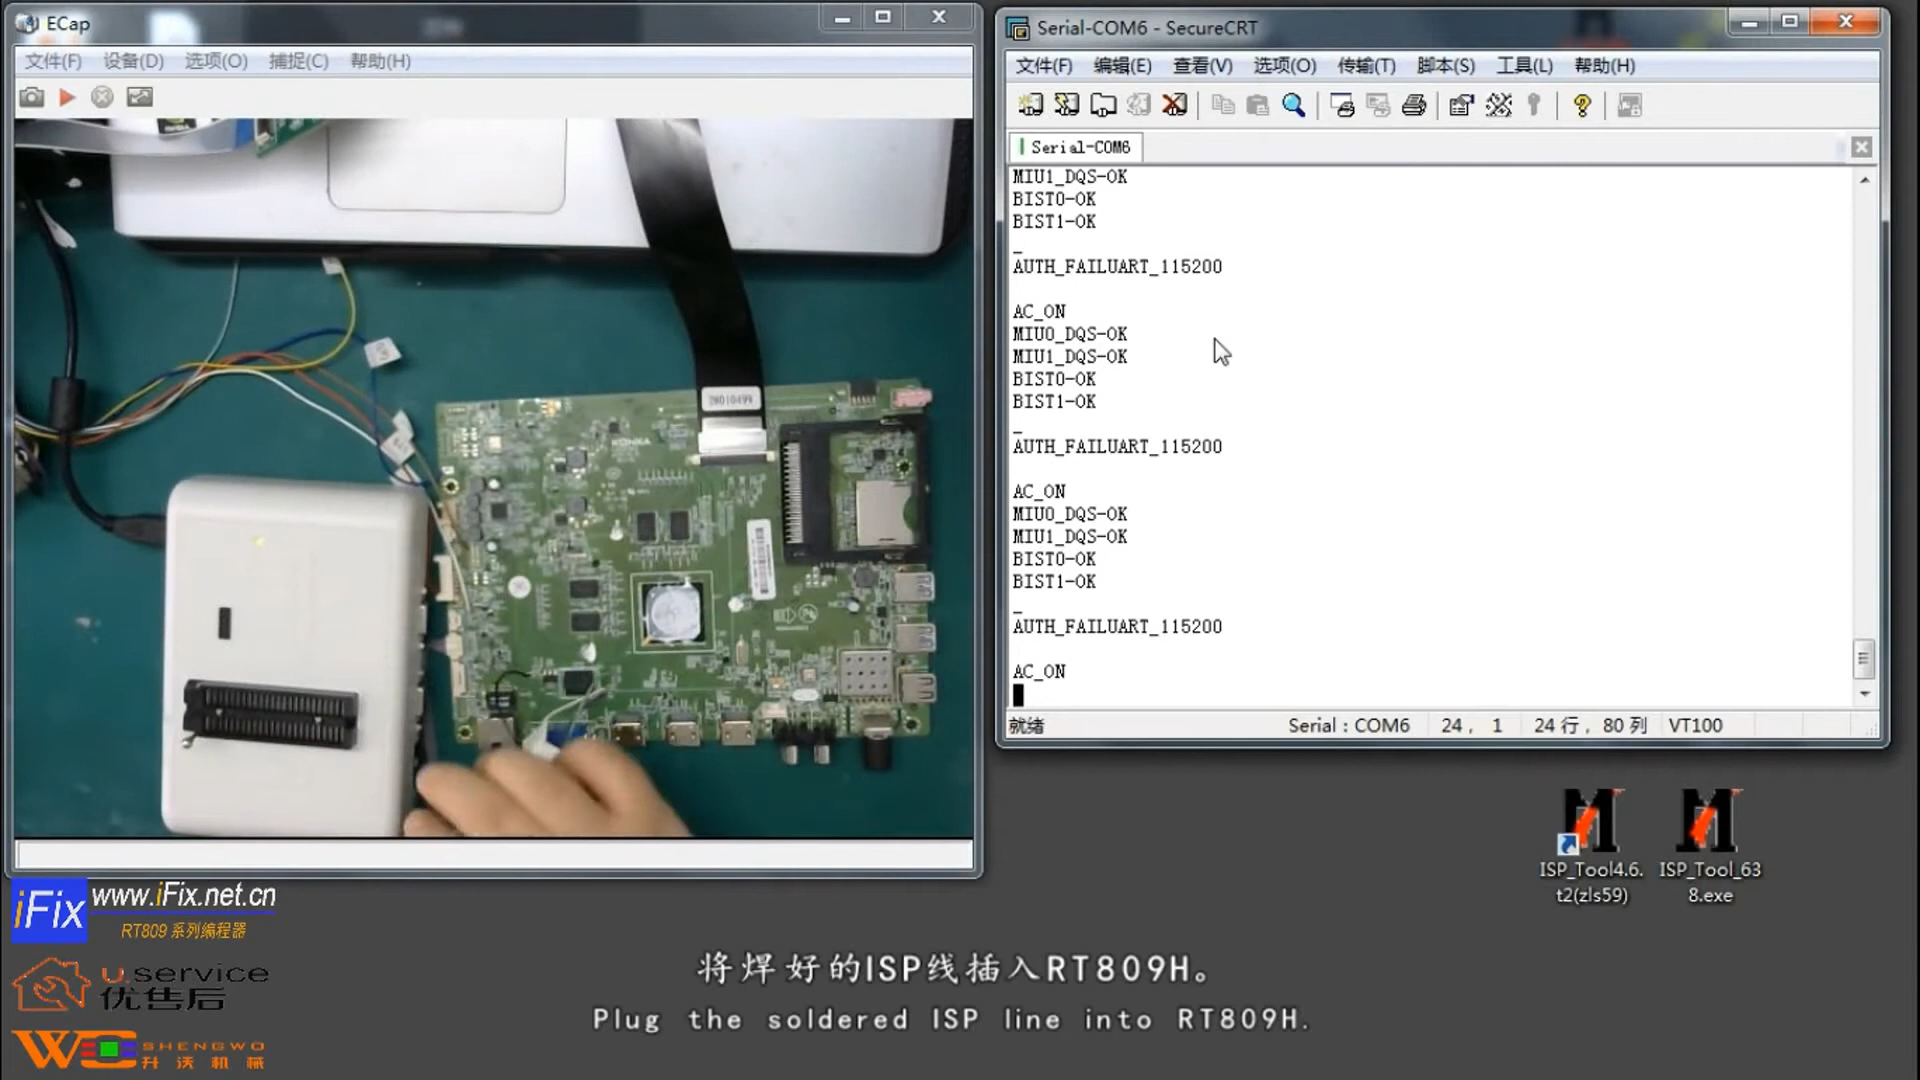 ECap
文件(F) 设备(D) 选项(O) 捕捉(C) 帮助(H)
2801049A
KONKA
Serial-COM6 - SecureCRT
文件(F) 编辑(E) 查看(V) 选项(O) 传输(T) 脚本(S) 工具(L) 帮助(H)
Serial-COM6
MIU1_DQS-OK
BIST0-OK
BIST1-OK
_
AUTH_FAILUART_115200
AC_ON
MIU0_DQS-OK
MIU1_DQS-OK
BIST0-OK
BIST1-OK
_
AUTH_FAILUART_115200
AC_ON
MIU0_DQS-OK
MIU1_DQS-OK
BIST0-OK
BIST1-OK
_
AUTH_FAILUART_115200
AC_ON
就绪 Serial : COM6 24, 1 24 行, 80 列 VT100
ISP_Tool4.6.
t2(zls59)
ISP_Tool_63
8.exe
iFix www.iFix.net.cn
RT809 系列编程器
u.service
优售后
SHENGWO
升沃机械
将焊好的ISP线插入RT809H。
Plug the soldered ISP line into RT809H.